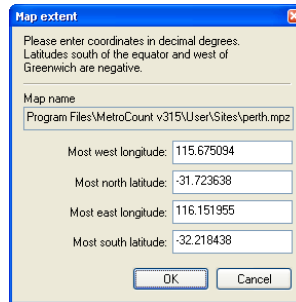 Map extent
Please enter coordinates in decimal degrees.
Latitudes south of the equator and west of
Greenwich are negative.
Map name
Program Files\MetroCount v315\User\Sites\perth.mpz
Most west longitude: 115.675094
Most north latitude: -31.723638
Most east longitude: 116.151955
Most south latitude: -32.218438
OK Cancel